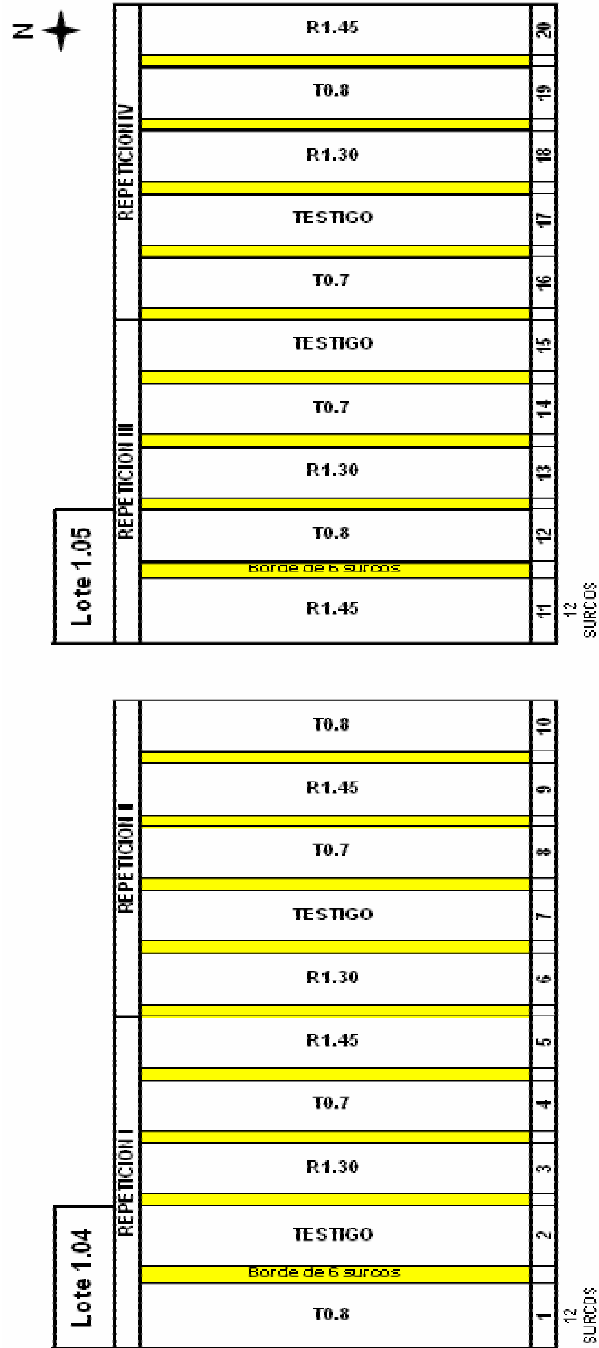 N
REPETICION IV
R1.45
20
T0.8
19
R1.30
18
TESTIGO
17
T0.7
16
Lote 1.05
REPETICION III
TESTIGO
15
T0.7
14
R1.30
13
T0.8
12
Borde de 6 surcos
R1.45
11
12
SURCOS
REPETICION II
T0.8
10
R1.45
9
T0.7
8
TESTIGO
7
R1.30
6
Lote 1.04
REPETICION I
R1.45
5
T0.7
4
R1.30
3
TESTIGO
2
Borde de 6 surcos
T0.8
1
12
SURCOS